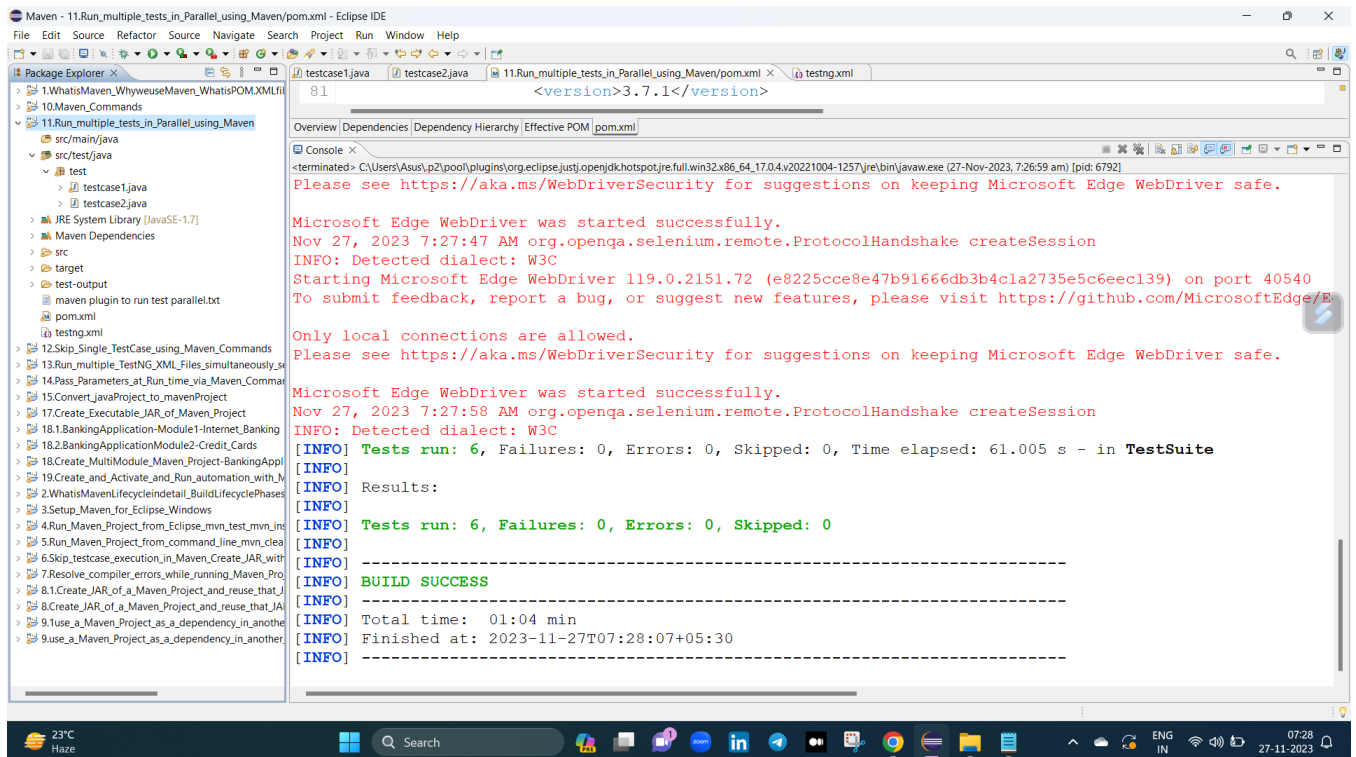 Maven - 11.Run_multiple_tests_in_Parallel_using_Maven/pom.xml - Eclipse IDE
File Edit Source Refactor Source Navigate Search Project Run Window Help
Package Explorer
1.WhatisMaven_WhyweuseMaven_WhatisPOM.XMLfil
10.Maven_Commands
11.Run_multiple_tests_in_Parallel_using_Maven
src/main/java
src/test/java
test
testcase1.java
testcase2.java
JRE System Library [JavaSE-1.7]
Maven Dependencies
src
target
test-output
maven plugin to run test parallel.txt
pom.xml
testng.xml
12.Skip_Single_TestCase_using_Maven_Commands
13.Run_multiple_TestNG_XML_Files_simultaneously_se
14.Pass_Parameters_at_Run_time_via_Maven_Comma
15.Convert_javaProject_to_mavenProject
17.Create_Executable_JAR_of_Maven_Project
18.1.BankingApplication-Module1-Internet_Banking
18.2.BankingApplicationModule2-Credit_Cards
18.Create_MultiModule_Maven_Project-BankingAppl
19.Create_and_Activate_and_Run_automation_with_M
2.WhatisMavenLifecycleindetail_BuildLifecyclePhases
3.Setup_Maven_for_Eclipse_Windows
4.Run_Maven_Project_from_Eclipse_mvn_test_mvn_ins
5.Run_Maven_Project_from_command_line_mvn_clea
6.Skip_testcase_execution_in_Maven_Create_JAR_with
7.Resolve_compiler_errors_while_running_Maven_Pro
8.1.Create_JAR_of_a_Maven_Project_and_reuse_that_J
8.Create_JAR_of_a_Maven_Project_and_reuse_that_JA
9.1use_a_Maven_Project_as_a_dependency_in_anothe
9.use_a_Maven_Project_as_a_dependency_in_another
testcase1.java testcase2.java 11.Run_multiple_tests_in_Parallel_using_Maven/pom.xml testng.xml
81 <version>3.7.1</version>
Overview Dependencies Dependency Hierarchy Effective POM pom.xml
Console
<terminated> C:\Users\Asus\.p2\pool\plugins\org.eclipse.justj.openjdk.hotspot.jre.full.win32.x86_64_17.0.4.v20221004-1257\jre\bin\javaw.exe (27-Nov-2023, 7:26:59 am) [pid: 6792]
Please see https://aka.ms/WebDriverSecurity for suggestions on keeping Microsoft Edge WebDriver safe.
Microsoft Edge WebDriver was started successfully.
Nov 27, 2023 7:27:47 AM org.openqa.selenium.remote.ProtocolHandshake createSession
INFO: Detected dialect: W3C
Starting Microsoft Edge WebDriver 119.0.2151.72 (e8225cce8e47b91666db3b4c1a2735e5c6eec139) on port 40540
To submit feedback, report a bug, or suggest new features, please visit https://github.com/MicrosoftEdge/E
Only local connections are allowed.
Please see https://aka.ms/WebDriverSecurity for suggestions on keeping Microsoft Edge WebDriver safe.
Microsoft Edge WebDriver was started successfully.
Nov 27, 2023 7:27:58 AM org.openqa.selenium.remote.ProtocolHandshake createSession
INFO: Detected dialect: W3C
[INFO] Tests run: 6, Failures: 0, Errors: 0, Skipped: 0, Time elapsed: 61.005 s - in TestSuite
[INFO]
[INFO] Results:
[INFO]
[INFO] Tests run: 6, Failures: 0, Errors: 0, Skipped: 0
[INFO]
[INFO] ------------------------------------------------------------------------
[INFO] BUILD SUCCESS
[INFO] ------------------------------------------------------------------------
[INFO] Total time:  01:04 min
[INFO] Finished at: 2023-11-27T07:28:07+05:30
[INFO] ------------------------------------------------------------------------
23°C
Haze
Search
PRE
1
zoom
in
ENG
IN
07:28
27-11-2023